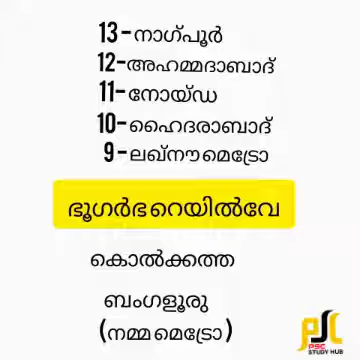 13 - നാഗ്പൂർ
12-അഹമ്മദാബാദ്
11-നോയ്ഡ
10-ഹൈദരാബാദ്
9-ലഖ്നൗ മെട്രോ
ഭൂഗർഭ റെയിൽവേ
കൊൽക്കത്ത
ബംഗളൂരു
(നമ്മ മെട്രോ)
PSC
STUDY HUB